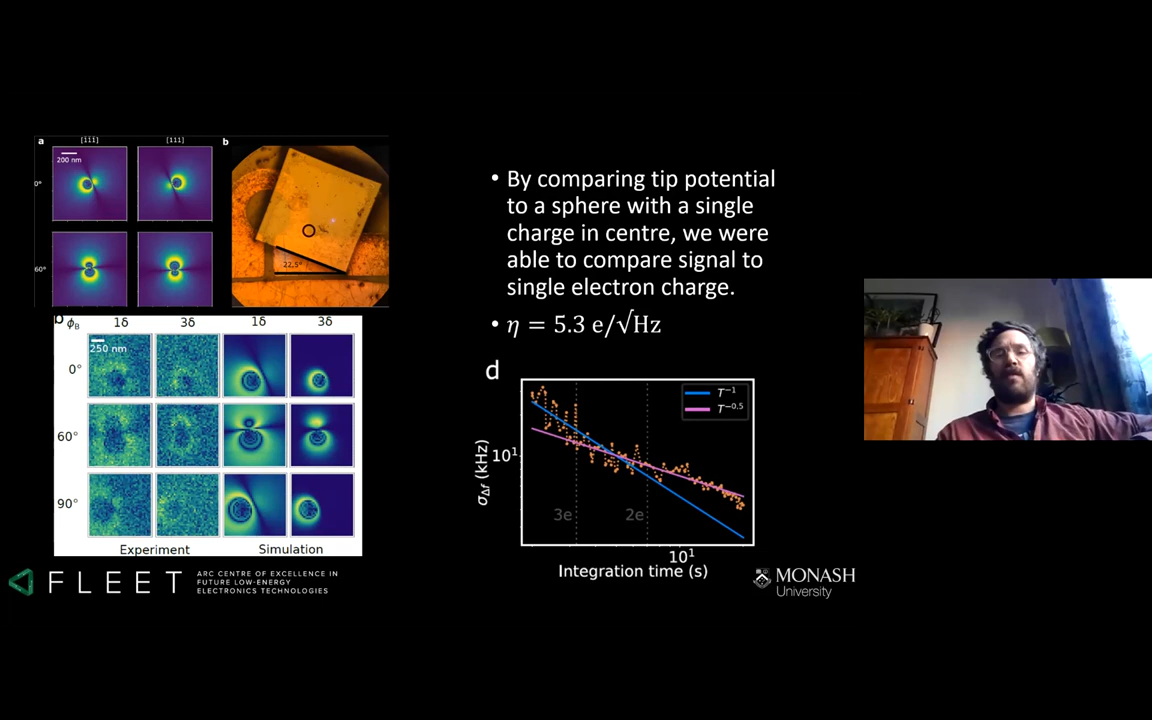 a
[1̅1̅1̅]
[111]
b
200 nm
0°
60°
22.5°
• By comparing tip potential
to a sphere with a single
charge in centre, we were
able to compare signal to
single electron charge.
• η = 5.3 e/√Hz
b
ϕB
1δ
3δ
1δ
3δ
250 nm
0°
60°
90°
Experiment
Simulation
d
T⁻¹
T⁻⁰·⁵
σΔf (kHz)
10¹
3e
2e
10¹
Integration time (s)
FLEET
ARC CENTRE OF EXCELLENCE IN
FUTURE LOW-ENERGY
ELECTRONICS TECHNOLOGIES
MONASH
University